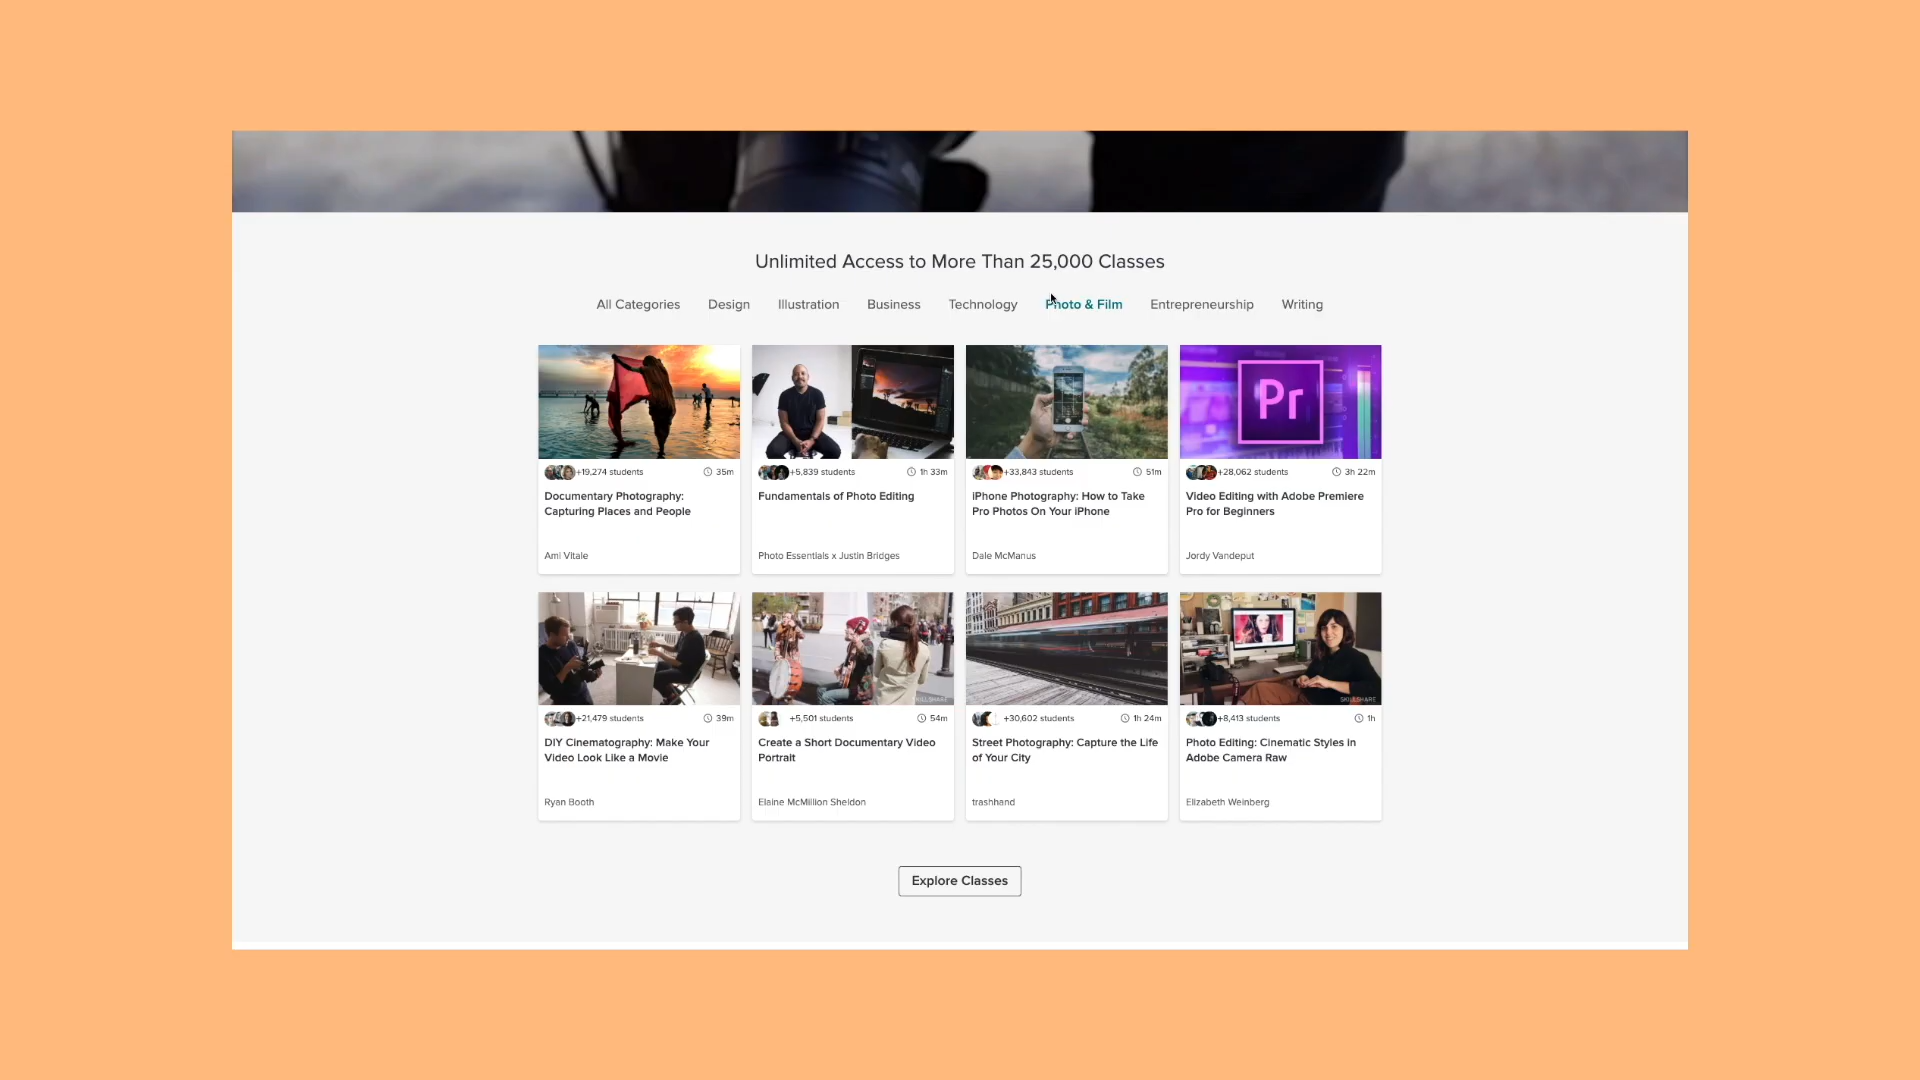 Unlimited Access to More Than 25,000 Classes
All Categories Design Illustration Business Technology Photo & Film Entrepreneurship Writing
Pr
+19,274 students 35m
Documentary Photography:
Capturing Places and People
Ami Vitale
+5,839 students 1h 33m
Fundamentals of Photo Editing
Photo Essentials x Justin Bridges
+33,843 students 51m
iPhone Photography: How to Take
Pro Photos On Your iPhone
Dale McManus
+28,062 students 3h 22m
Video Editing with Adobe Premiere
Pro for Beginners
Jordy Vandeput
+21,479 students 39m
DIY Cinematography: Make Your
Video Look Like a Movie
Ryan Booth
SKILLSHARE
+5,501 students 54m
Create a Short Documentary Video
Portrait
Elaine McMillion Sheldon
+30,602 students 1h 24m
Street Photography: Capture the Life
of Your City
trashhand
SKILLSHARE
+8,413 students 1h
Photo Editing: Cinematic Styles in
Adobe Camera Raw
Elizabeth Weinberg
Explore Classes